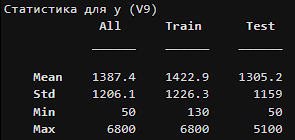 Статистика для y (V9)
All Train Test
Mean 1387.4 1422.9 1305.2
Std 1206.1 1226.3 1159
Min 50 130 50
Max 6800 6800 5100